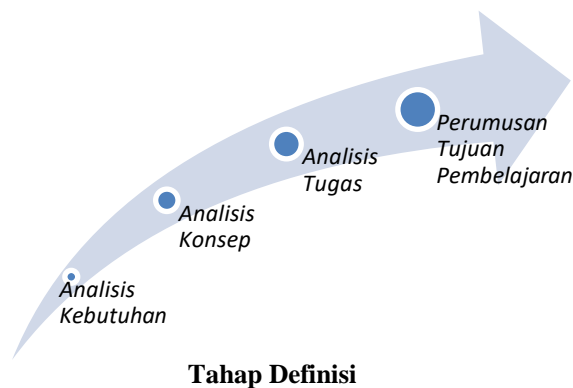 Perumusan
Tujuan
Pembelajaran
Analisis
Tugas
Analisis
Konsep
Analisis
Kebutuhan
Tahap Definisi